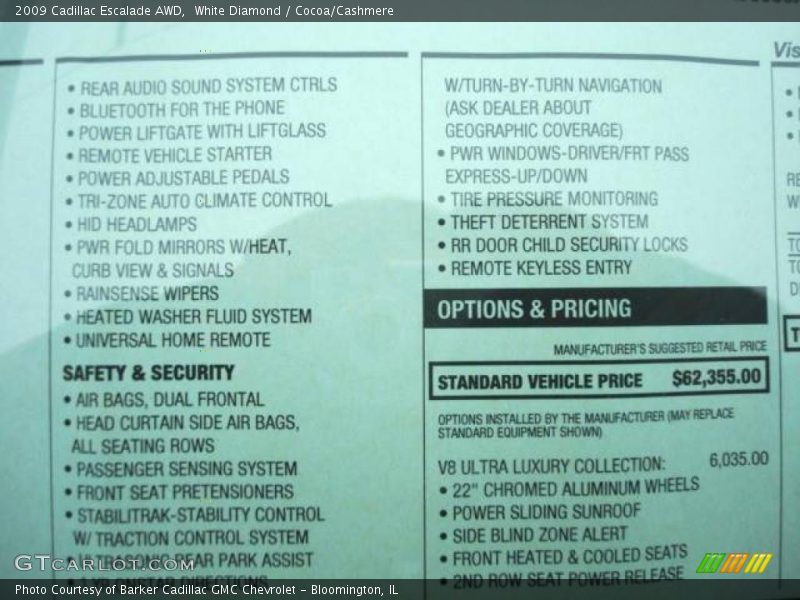 2009 Cadillac Escalade AWD, White Diamond / Cocoa/Cashmere
• REAR AUDIO SOUND SYSTEM CTRLS
• BLUETOOTH FOR THE PHONE
• POWER LIFTGATE WITH LIFTGLASS
• REMOTE VEHICLE STARTER
• POWER ADJUSTABLE PEDALS
• TRI-ZONE AUTO CLIMATE CONTROL
• HID HEADLAMPS
• PWR FOLD MIRRORS W/HEAT,
CURB VIEW & SIGNALS
• RAINSENSE WIPERS
• HEATED WASHER FLUID SYSTEM
• UNIVERSAL HOME REMOTE
SAFETY & SECURITY
• AIR BAGS, DUAL FRONTAL
• HEAD CURTAIN SIDE AIR BAGS,
ALL SEATING ROWS
• PASSENGER SENSING SYSTEM
• FRONT SEAT PRETENSIONERS
• STABILITRAK-STABILITY CONTROL
W/ TRACTION CONTROL SYSTEM
• ULTRASONIC REAR PARK ASSIST
• 1 YR ONSTAR DIRECTIONS
W/TURN-BY-TURN NAVIGATION
(ASK DEALER ABOUT
GEOGRAPHIC COVERAGE)
• PWR WINDOWS-DRIVER/FRT PASS
EXPRESS-UP/DOWN
• TIRE PRESSURE MONITORING
• THEFT DETERRENT SYSTEM
• RR DOOR CHILD SECURITY LOCKS
• REMOTE KEYLESS ENTRY
OPTIONS & PRICING
MANUFACTURER'S SUGGESTED RETAIL PRICE
STANDARD VEHICLE PRICE $62,355.00
OPTIONS INSTALLED BY THE MANUFACTURER (MAY REPLACE
STANDARD EQUIPMENT SHOWN)
V8 ULTRA LUXURY COLLECTION: 6,035.00
• 22" CHROMED ALUMINUM WHEELS
• POWER SLIDING SUNROOF
• SIDE BLIND ZONE ALERT
• FRONT HEATED & COOLED SEATS
• 2ND ROW SEAT POWER RELEASE
Vis
GTCARLOT.COM
Photo Courtesy of Barker Cadillac GMC Chevrolet – Bloomington, IL